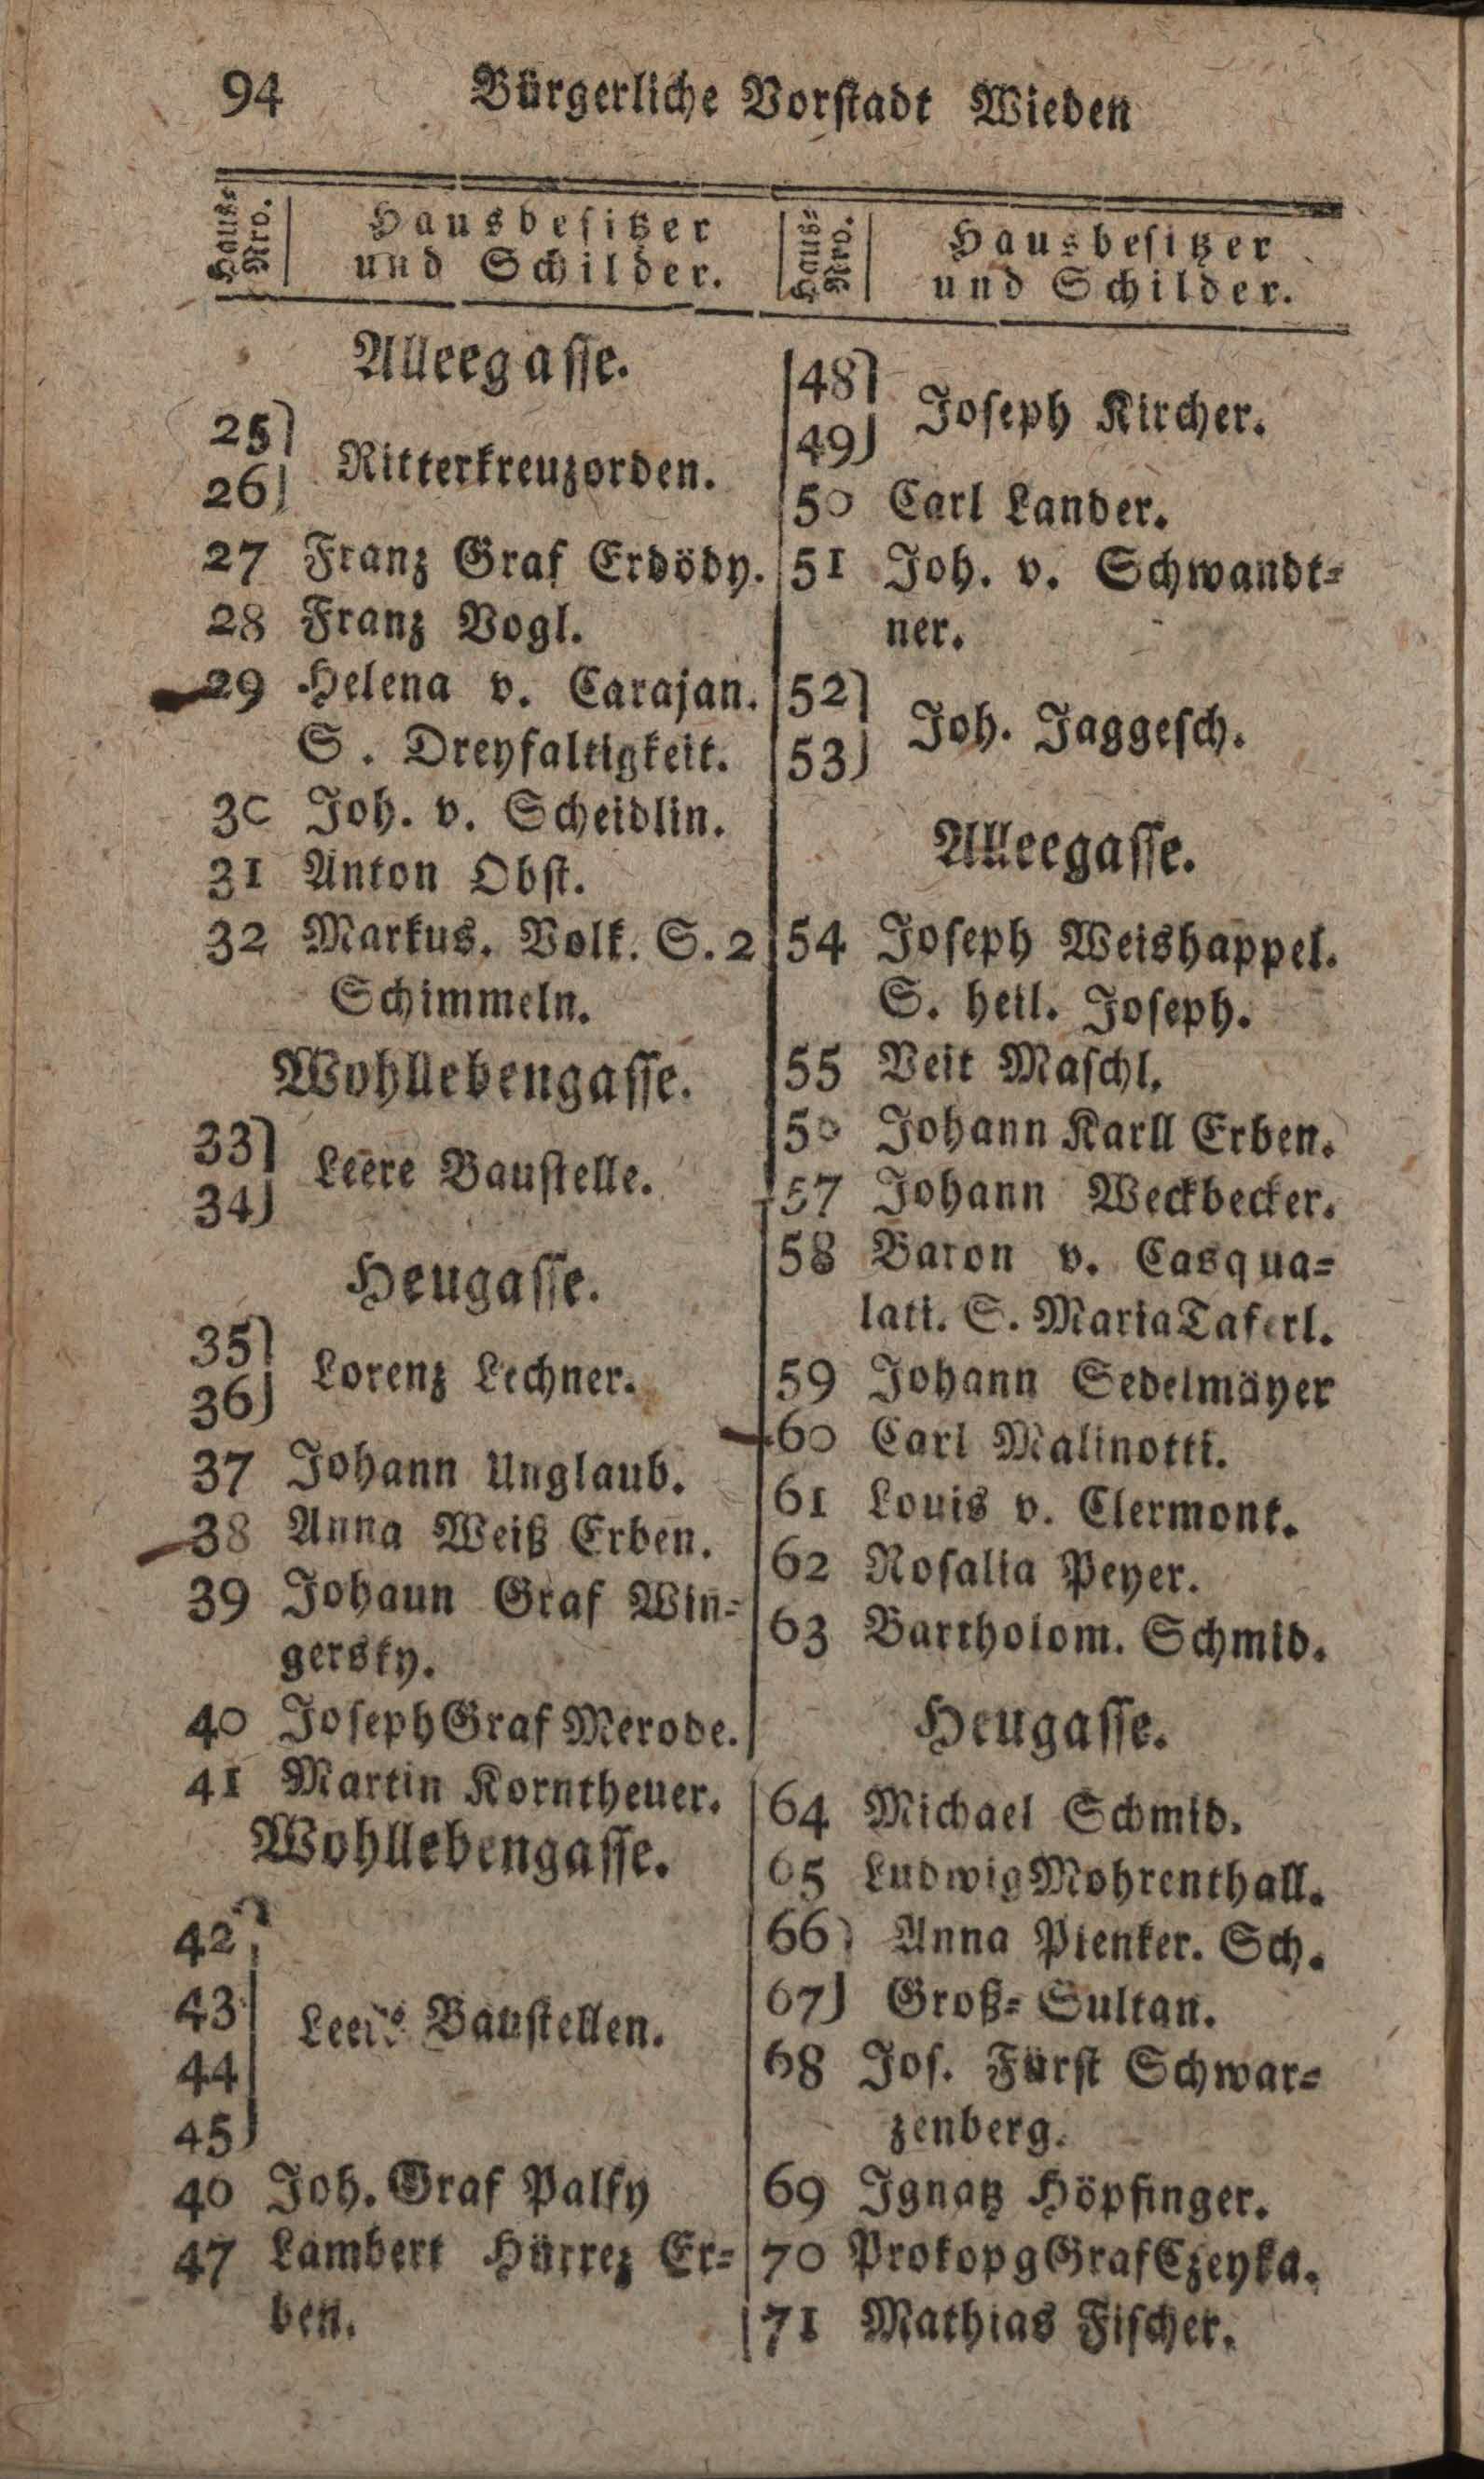 94 Bürgerliche Vorstadt Wieden
Haus-
Nro.
Hausbesitzer
und Schilder.
Alleegasse.
25
26
Ritterkreuzorden.
27 Franz Graf Erdödy.
28 Franz Vogl.
29 Helena v. Carajan.
S. Dreyfaltigkeit.
30 Joh. v. Scheidlin.
31 Anton Obst.
32 Markus. Volk. S. 2
Schimmeln.
Wohllebengasse.
33
34
Leere Baustelle.
Heugasse.
35
36
Lorenz Lechner.
37 Johann Unglaub.
38 Anna Weiß Erben.
39 Johaun Graf Win-
gersky.
40 Joseph Graf Merode.
41 Martin Korntheuer.
Wohllebengasse.
42
43
44
45
Leere Baustellen.
40 Joh. Graf Palfy
47 Lambert Hürrez Er-
ben.
Haus-
Nro.
Hausbesitzer
und Schilder.
48
49
Joseph Kircher.
50 Carl Lander.
51 Joh. v. Schwandt-
ner.
52
53
Joh. Jaggesch.
Alleegasse.
54 Joseph Weishappel.
S. heil. Joseph.
55 Veit Maschl.
56 Johann Karll Erben.
57 Johann Weckbecker.
58 Baron v. Casqua-
lati. S. Maria Taferl.
59 Johann Sedelmäyer
60 Carl Malinotti.
61 Louis v. Clermont.
62 Rosalia Peyer.
63 Bartholom. Schmid.
Heugasse.
64 Michael Schmid.
65 Ludwig Mohrenthall.
66
67
Anna Pienker. Sch.
Groß-Sultan.
68 Jos. Fürst Schwar-
zenberg.
69 Ignatz Höpfinger.
70 Prokopg Graf Czeyka.
71 Mathias Fischer.